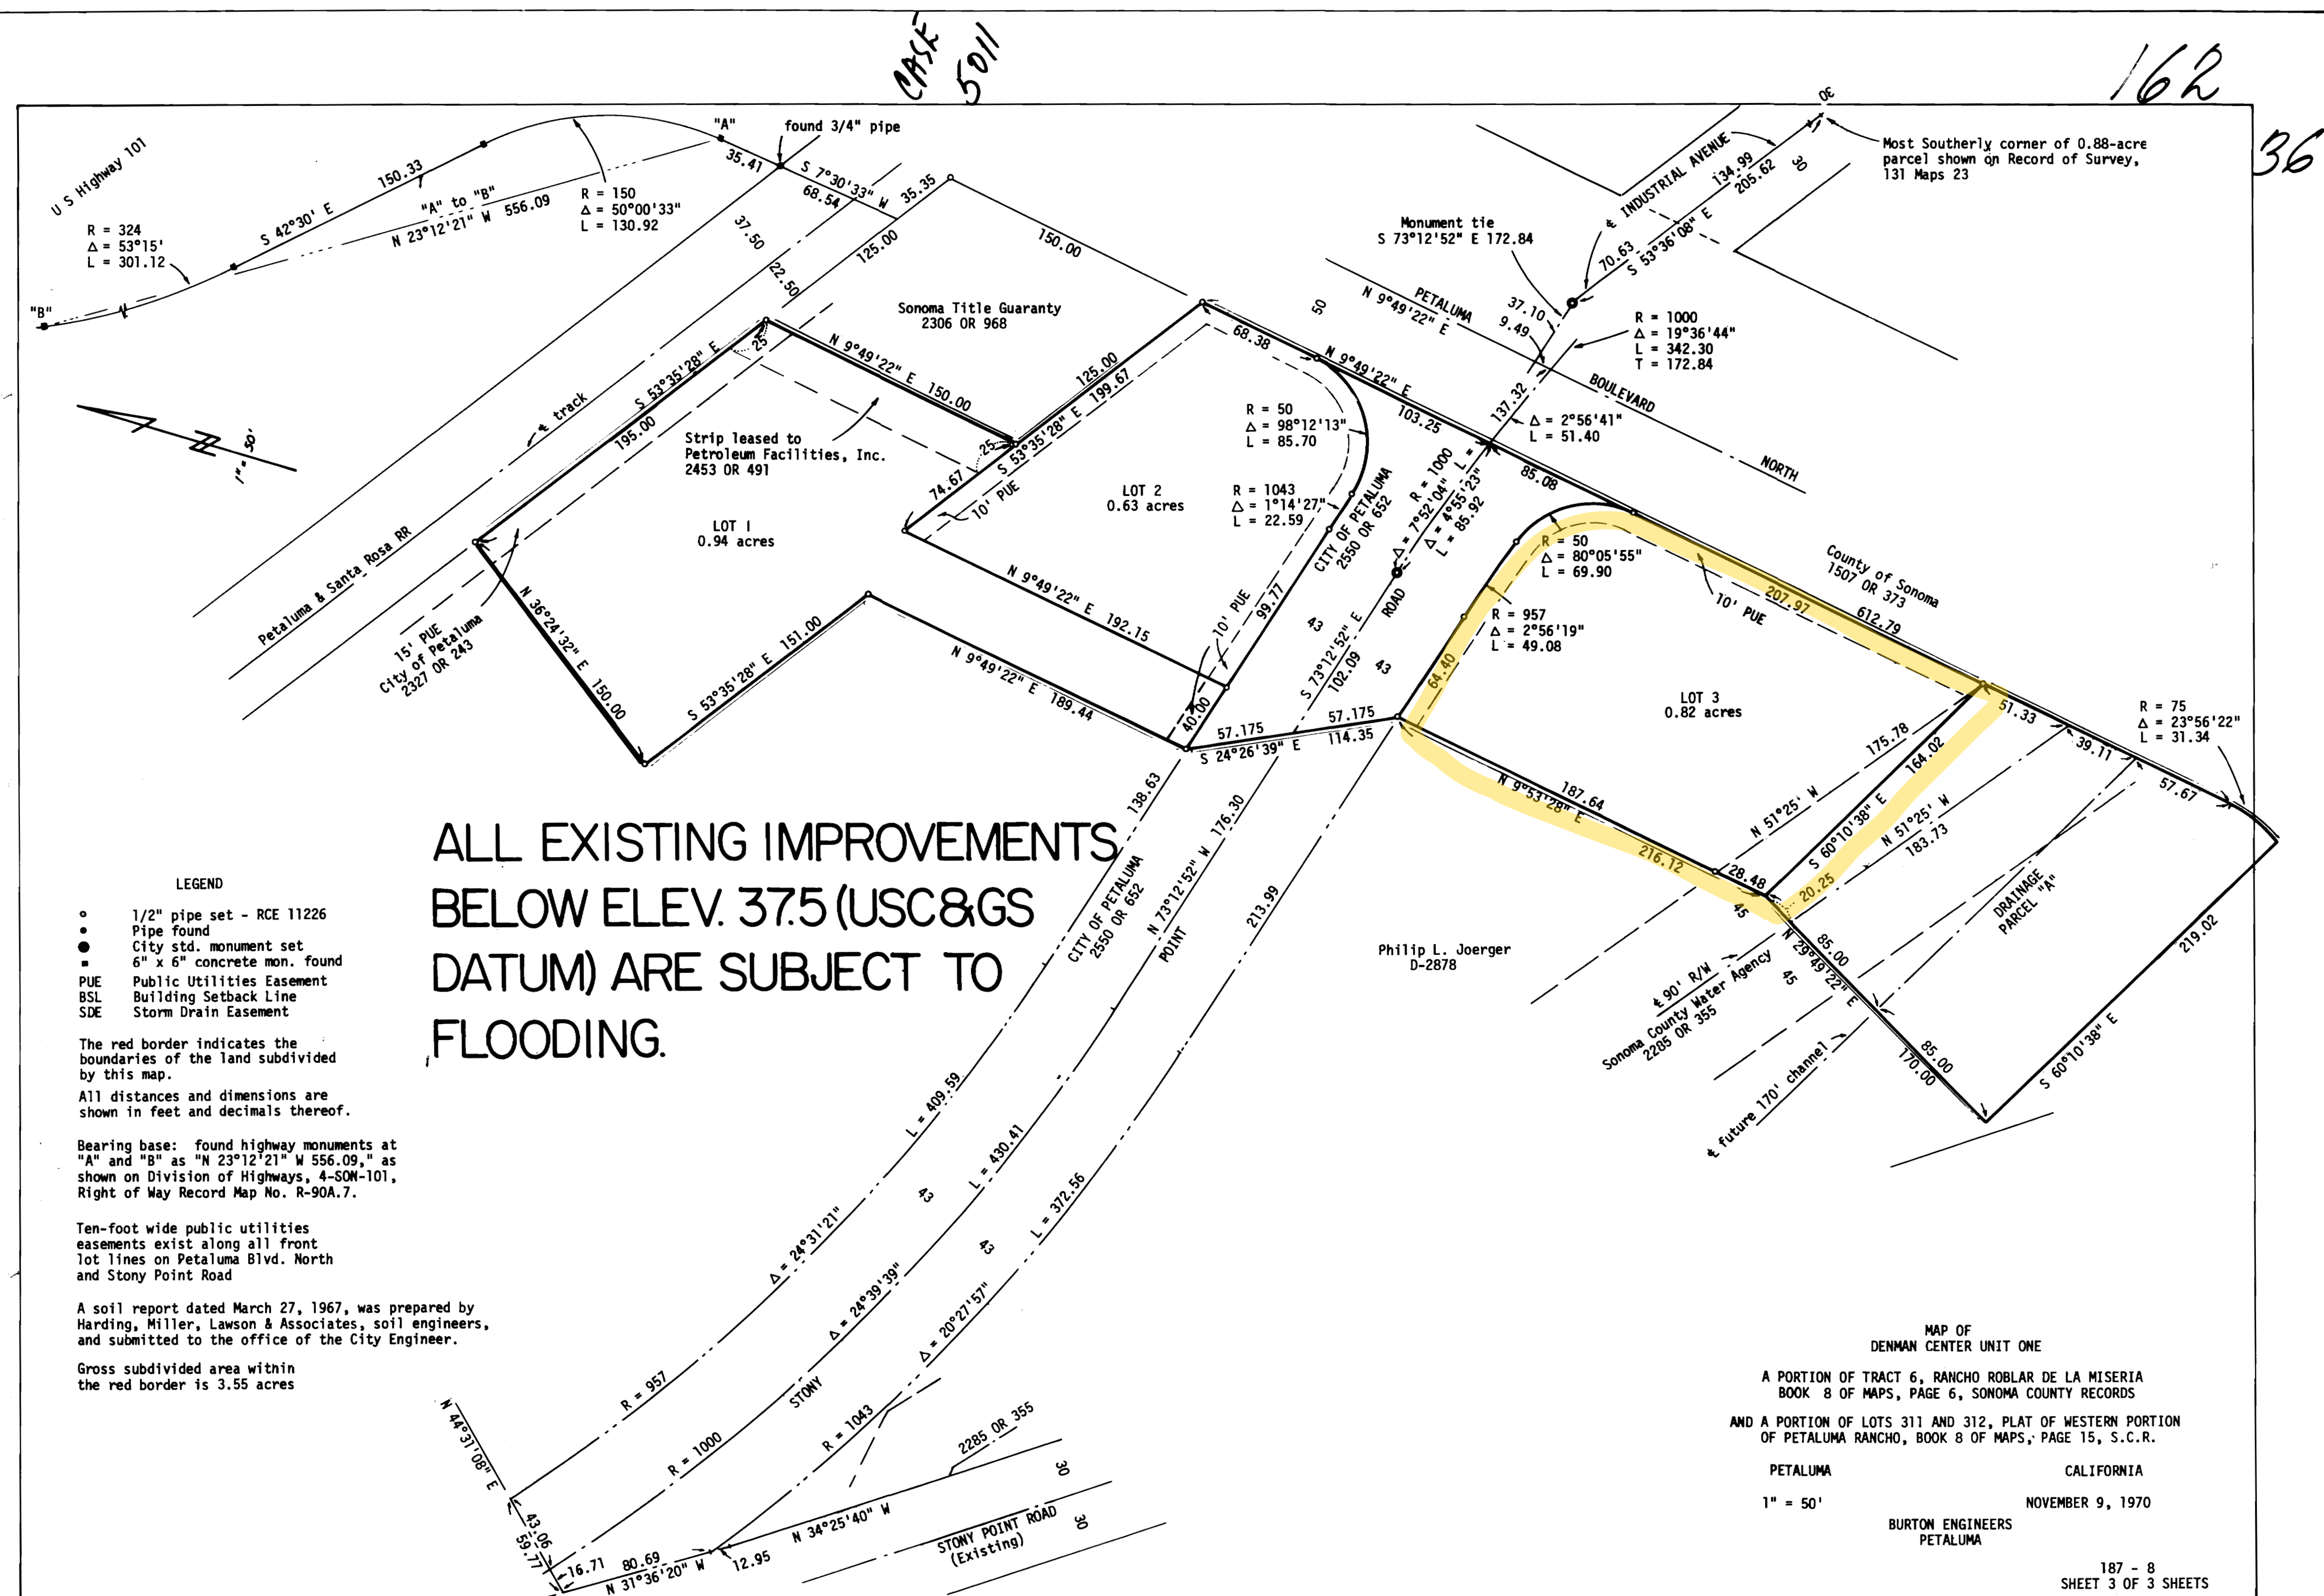 CASE
5011
162
36
U S Highway 101
R = 324
Δ = 53°15'
L = 301.12
"B"
S 42°30' E
150.33
"A" to "B"
N 23°12'21" W 556.09
R = 150
Δ = 50°00'33"
L = 130.92
"A"
35.41
found 3/4" pipe
S 7°30'33" W
68.54
35.35
37.50
22.50
125.00
150.00
Sonoma Title Guaranty
2306 OR 968
1" = 50'
℄ track
Petaluma & Santa Rosa RR
S 53°35'28" E
195.00
25
N 9°49'22" E 150.00
Strip leased to
Petroleum Facilities, Inc.
2453 OR 491
25
74.67
125.00
S 53°35'28" E 199.67
10' PUE
LOT 1
0.94 acres
15' PUE
City of Petaluma
2327 OR 243
N 36°24'32" E 150.00
S 53°35'28" E 151.00
N 9°49'22" E 189.44
N 9°49'22" E 192.15
LOT 2
0.63 acres
68.38
50
N 9°49'22" E
103.25
R = 50
Δ = 98°12'13"
L = 85.70
R = 1043
Δ = 1°14'27"
L = 22.59
CITY OF PETALUMA
2550 OR 652
10' PUE
99.77
40.00
43
43
S 73°12'52" E
102.09
ROAD
R = 1000
Δ = 7°52'04" L =
Δ = 4°55'23"
L = 85.92
Monument tie
S 73°12'52" E 172.84
℄ INDUSTRIAL AVENUE
134.99
205.62
30
30
70.63
S 53°36'08" E
Most Southerly corner of 0.88-acre
parcel shown on Record of Survey,
131 Maps 23
PETALUMA
N 9°49'22" E
37.10
9.49
R = 1000
Δ = 19°36'44"
L = 342.30
T = 172.84
BOULEVARD
NORTH
137.32
Δ = 2°56'41"
L = 51.40
85.08
R = 50
Δ = 80°05'55"
L = 69.90
10' PUE
207.97
612.79
County of Sonoma
1507 OR 373
R = 957
Δ = 2°56'19"
L = 49.08
64.40
LOT 3
0.82 acres
57.175
57.175
S 24°26'39" E 114.35
187.64
N 9°53'28" E
216.12
28.48
175.78
N 51°25' W
164.02
S 60°10'38" E
N 51°25' W
183.73
20.25
51.33
39.11
57.67
R = 75
Δ = 23°56'22"
L = 31.34
DRAINAGE
PARCEL "A"
219.02
S 60°10'38" E
45
45
85.00
N 29°49'22" E
85.00
170.00
℄ 90' R/W
Sonoma County Water Agency
2285 OR 355
℄ future 170' channel
Philip L. Joerger
D-2878
138.63
176.30
213.99
CITY OF PETALUMA
2550 OR 652
N 73°12'52" W
POINT
L = 409.59
L = 430.41
L = 372.56
43
43
Δ = 24°31'21"
Δ = 24°39'39"
Δ = 20°27'57"
R = 957
R = 1000
R = 1043
STONY
N 44°31'08" E
43.06
59.77
16.71 80.69
N 31°36'20" W
12.95
N 34°25'40" W
2285 OR 355
STONY POINT ROAD
(Existing)
30
30
ALL EXISTING IMPROVEMENTS
BELOW ELEV. 37.5 (USC&GS
DATUM) ARE SUBJECT TO
FLOODING.
LEGEND
1/2" pipe set - RCE 11226
Pipe found
City std. monument set
6" x 6" concrete mon. found
PUE Public Utilities Easement
BSL Building Setback Line
SDE Storm Drain Easement
The red border indicates the
boundaries of the land subdivided
by this map.
All distances and dimensions are
shown in feet and decimals thereof.
Bearing base: found highway monuments at
"A" and "B" as "N 23°12'21" W 556.09," as
shown on Division of Highways, 4-SON-101,
Right of Way Record Map No. R-90A.7.
Ten-foot wide public utilities
easements exist along all front
lot lines on Petaluma Blvd. North
and Stony Point Road
A soil report dated March 27, 1967, was prepared by
Harding, Miller, Lawson & Associates, soil engineers,
and submitted to the office of the City Engineer.
Gross subdivided area within
the red border is 3.55 acres
MAP OF
DENMAN CENTER UNIT ONE
A PORTION OF TRACT 6, RANCHO ROBLAR DE LA MISERIA
BOOK 8 OF MAPS, PAGE 6, SONOMA COUNTY RECORDS
AND A PORTION OF LOTS 311 AND 312, PLAT OF WESTERN PORTION
OF PETALUMA RANCHO, BOOK 8 OF MAPS, PAGE 15, S.C.R.
PETALUMA CALIFORNIA
1" = 50' NOVEMBER 9, 1970
BURTON ENGINEERS
PETALUMA
187 - 8
SHEET 3 OF 3 SHEETS